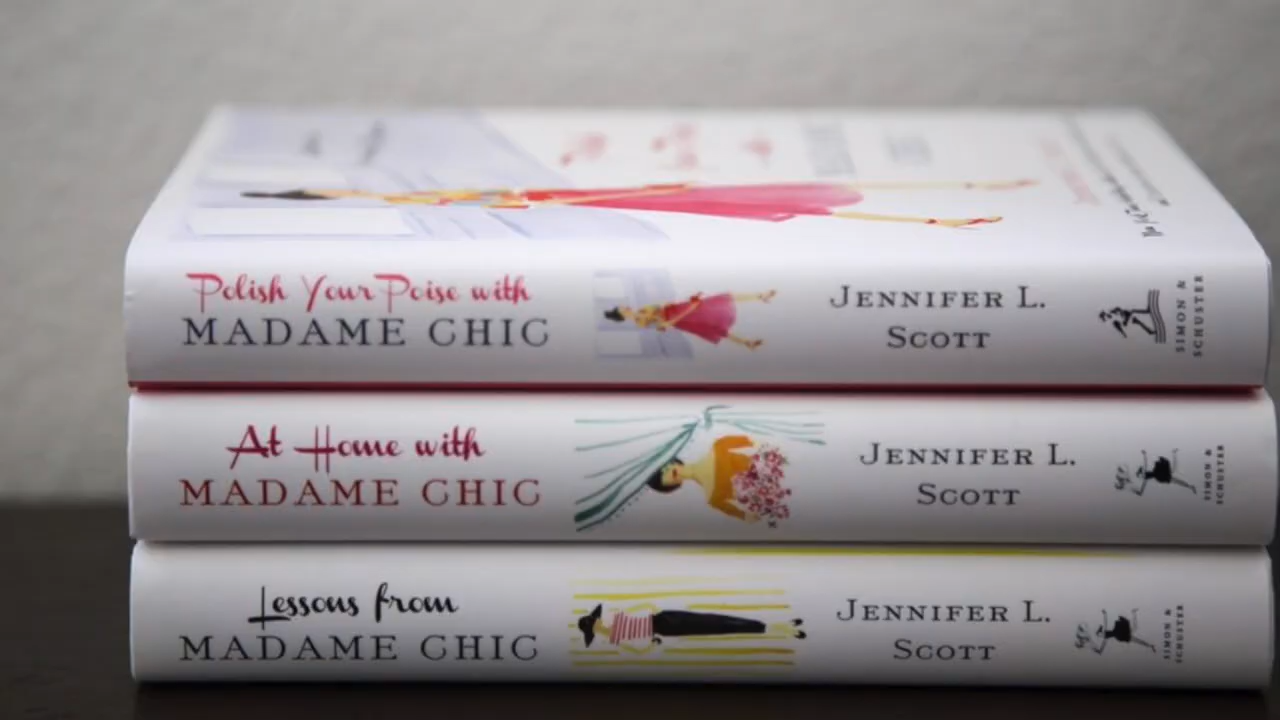 Polish Your Poise with
MADAME CHIC
JENNIFER L.
SCOTT
SIMON &
SCHUSTER
At Home with
MADAME CHIC
JENNIFER L.
SCOTT
SIMON &
SCHUSTER
Lessons from
MADAME CHIC
JENNIFER L.
SCOTT
SIMON &
SCHUSTER